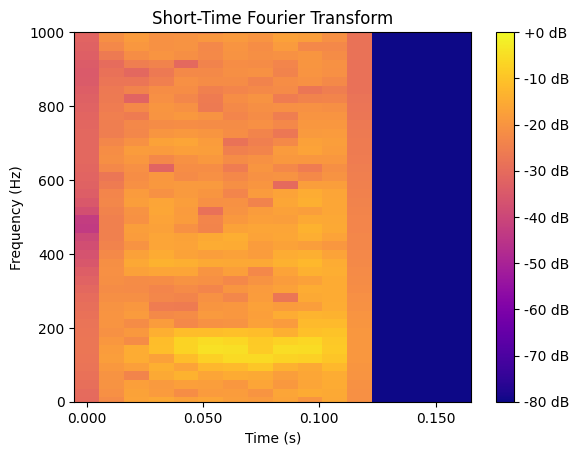 Short-Time Fourier Transform
1000
800
600
400
200
0
Frequency (Hz)
0.000
0.050
0.100
0.150
Time (s)
+0 dB
-10 dB
-20 dB
-30 dB
-40 dB
-50 dB
-60 dB
-70 dB
-80 dB